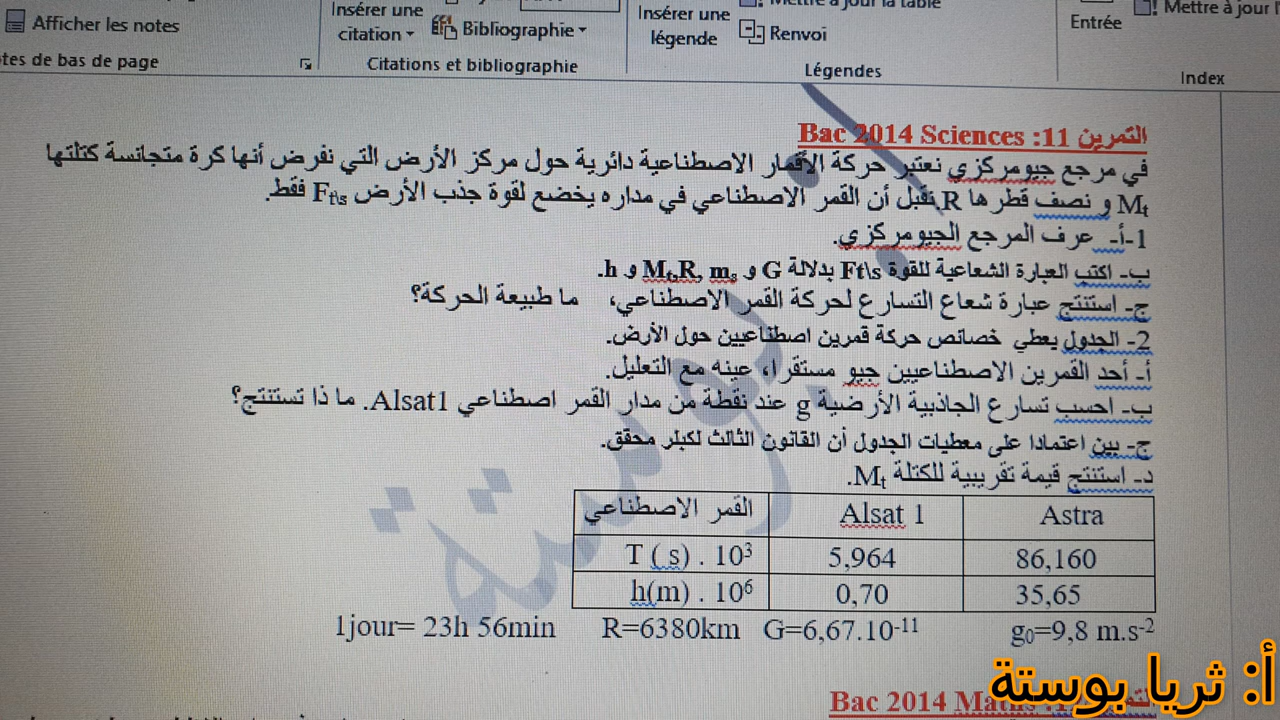 Afficher les notes
Insérer une
citation
Bibliographie
Insérer une
légende
Mettre à jour la table
Renvoi
Entrée
Mettre à jour l'
tes de bas de page
Citations et bibliographie
Légendes
Index
التمرين 11: Bac 2014 Sciences
في مرجع جيومركزي نعتبر حركة الأقمار الاصطناعية دائرية حول مركز الأرض التي نفرض أنها كرة متجانسة كتلتها
Mt و نصف قطرها R.نقبل أن القمر الاصطناعي في مداره يخضع لقوة جذب الأرض Ft\s فقط.
1-أ- عرف المرجع الجيومركزي.
ب- اكتب العبارة الشعاعية للقوة Ft\s بدلالة G و Mt,R, ms و h.
ج- استنتج عبارة شعاع التسارع لحركة القمر الاصطناعي، ما طبيعة الحركة؟
2- الجدول يعطي خصائص حركة قمرين اصطناعيين حول الأرض.
أ- أحد القمرين الاصطناعيين جيو مستقرا، عينه مع التعليل.
ب- احسب تسارع الجاذبية الأرضية g عند نقطة من مدار القمر اصطناعي Alsat1. ما ذا تستنتج؟
ج- بين اعتمادا على معطيات الجدول أن القانون الثالث لكبلر محقق.
د- استنتج قيمة تقريبية للكتلة Mt.
القمر الاصطناعي Alsat 1 Astra
T ( s) . 10³ 5,964 86,160
h(m) . 10⁶ 0,70 35,65
1jour= 23h 56min R=6380km G=6,67.10⁻¹¹ g₀=9,8 m.s⁻²
أ: ثريا بوستة
Bac 2014 Maths
بوستة